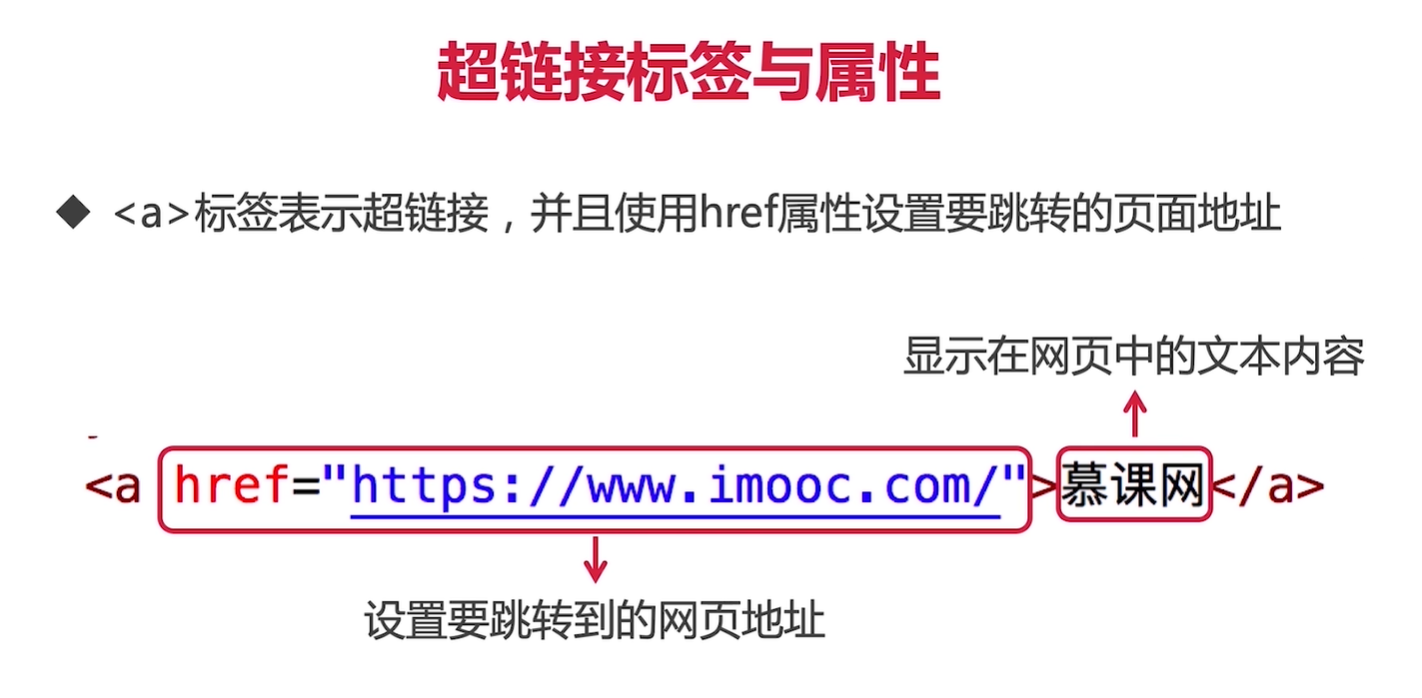 超链接标签与属性
<a>标签表示超链接，并且使用href属性设置要跳转的页面地址
显示在网页中的文本内容
<a href="https://www.imooc.com/">慕课网</a>
设置要跳转到的网页地址